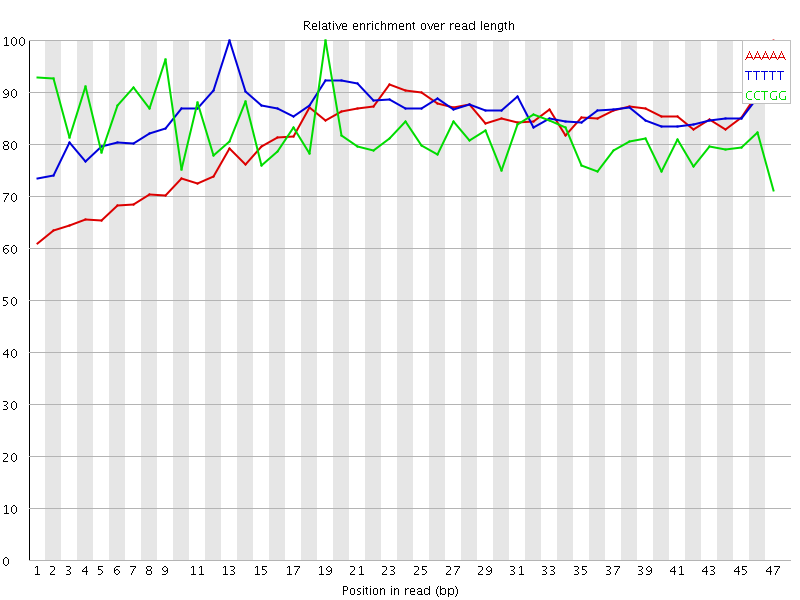 Relative enrichment over read length
100
90
80
70
60
50
40
30
20
10
0
AAAAA
TTTTT
CCTGG
1 2 3 4 5 6 7 8 9 11 13 15 17 19 21 23 25 27 29 31 33 35 37 39 41 43 45 47
Position in read (bp)